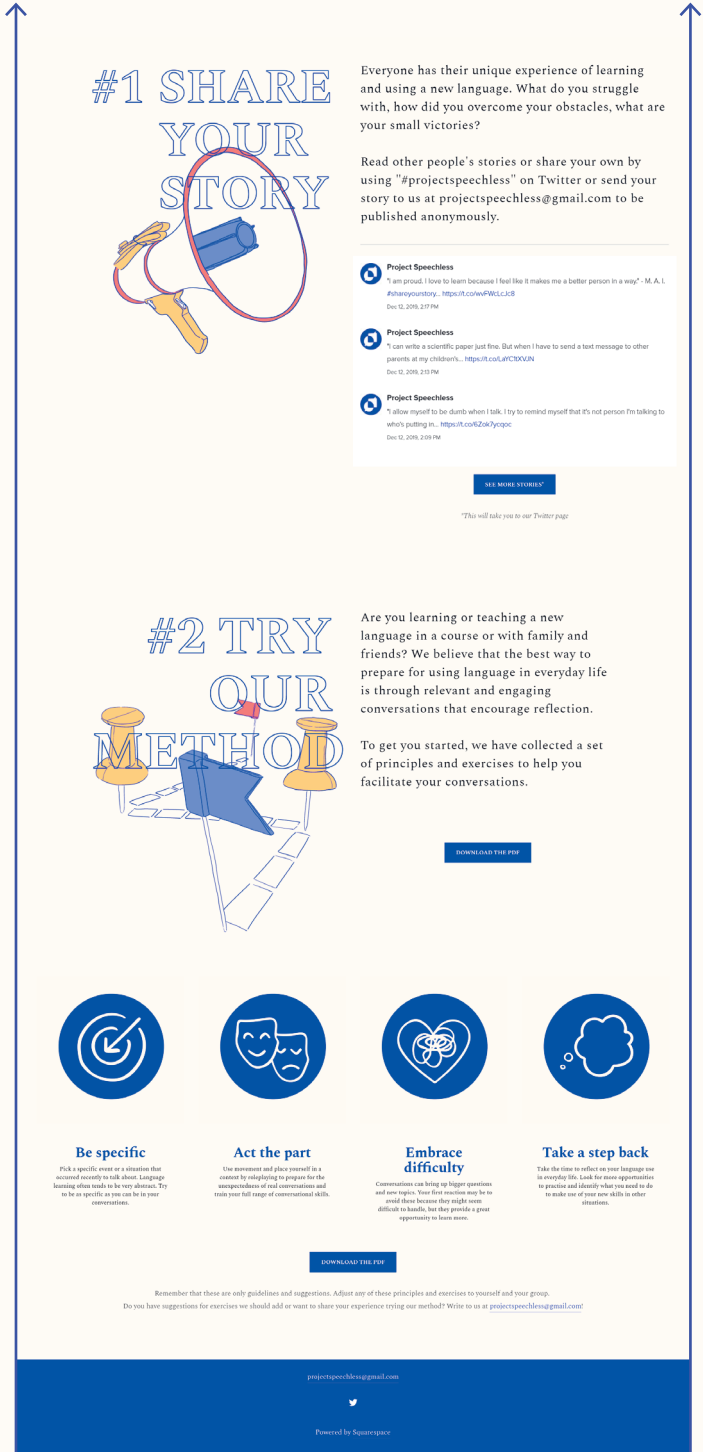 #1 SHARE
YOUR
STORY
Everyone has their unique experience of learning
and using a new language. What do you struggle
with, how did you overcome your obstacles, what are
your small victories?
Read other people's stories or share your own by
using "#projectspeechless" on Twitter or send your
story to us at projectspeechless@gmail.com to be
published anonymously.
Project Speechless
"I am proud. I love to learn because I feel like it makes me a better person in a way." - M. A. I.
#shareyourstory... https://t.co/wvFWcLcJc8
Dec 12, 2019, 2:17 PM
Project Speechless
"I can write a scientific paper just fine. But when I have to send a text message to other
parents at my children's... https://t.co/LaYC1tXVJN
Dec 12, 2019, 2:13 PM
Project Speechless
"I allow myself to be dumb when I talk. I try to remind myself that it's not person I'm talking to
who's putting in... https://t.co/6Zok7ycqoc
Dec 12, 2019, 2:09 PM
SEE MORE STORIES*
*This will take you to our Twitter page
#2 TRY
OUR
METHOD
Are you learning or teaching a new
language in a course or with family and
friends? We believe that the best way to
prepare for using language in everyday life
is through relevant and engaging
conversations that encourage reflection.
To get you started, we have collected a set
of principles and exercises to help you
facilitate your conversations.
DOWNLOAD THE PDF
Be specific
Pick a specific event or a situation that
occurred recently to talk about. Language
learning often tends to be very abstract. Try
to be as specific as you can be in your
conversations.
Act the part
Use movement and place yourself in a
context by roleplaying to prepare for the
unexpectedness of real conversations and
train your full range of conversational skills.
Embrace
difficulty
Conversations can bring up bigger questions
and new topics. Your first reaction may be to
avoid these because they might seem
difficult to handle, but they provide a great
opportunity to learn more.
Take a step back
Take the time to reflect on your language use
in everyday life. Look for more opportunities
to practise and identify what you need to do
to make use of your new skills in other
situations.
DOWNLOAD THE PDF
Remember that these are only guidelines and suggestions. Adjust any of these principles and exercises to yourself and your group.
Do you have suggestions for exercises we should add or want to share your experience trying our method? Write to us at projectspeechless@gmail.com!
projectspeechless@gmail.com
Powered by Squarespace